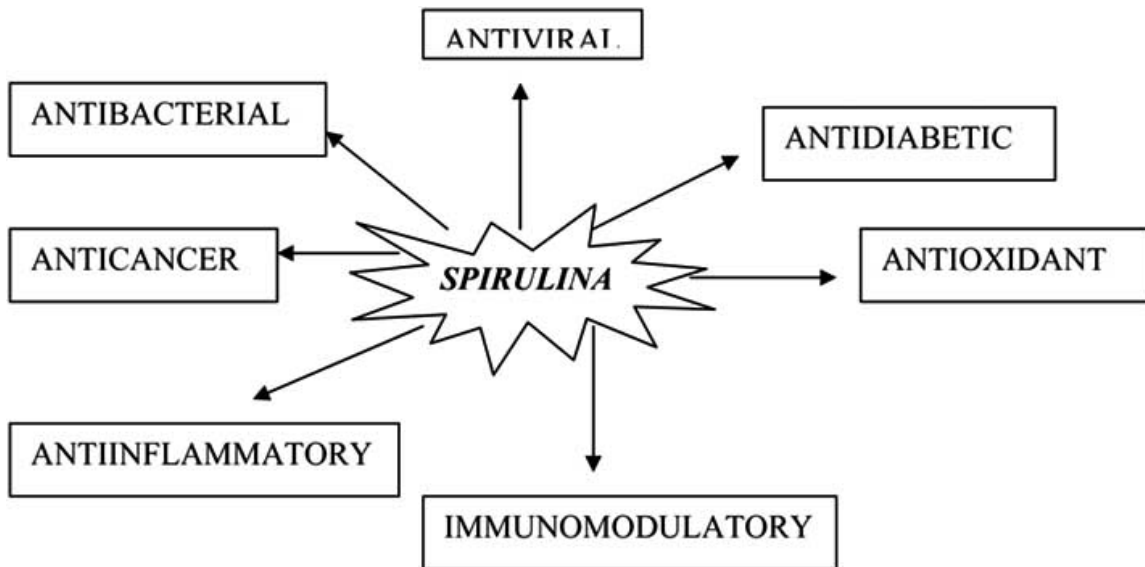 ANTIVIRAL
ANTIBACTERIAL
ANTIDIABETIC
ANTICANCER
SPIRULINA
ANTIOXIDANT
ANTIINFLAMMATORY
IMMUNOMODULATORY